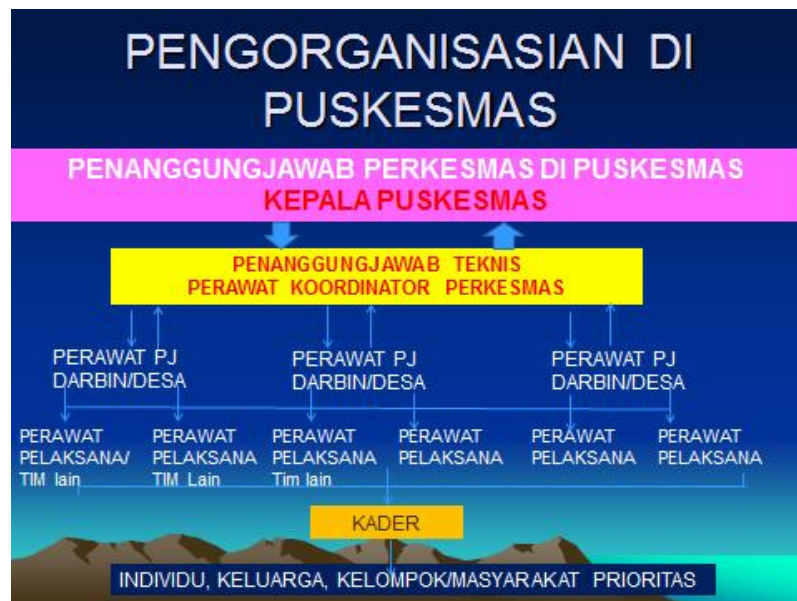 PENGORGANISASIAN DI
PUSKESMAS
PENANGGUNGJAWAB PERKESMAS DI PUSKESMAS
KEPALA PUSKESMAS
PENANGGUNGJAWAB TEKNIS
PERAWAT KOORDINATOR PERKESMAS
PERAWAT PJ
DARBIN/DESA
PERAWAT PJ
DARBIN/DESA
PERAWAT PJ
DARBIN/DESA
PERAWAT
PELAKSANA/
TIM lain
PERAWAT
PELAKSANA
TIM Lain
PERAWAT
PELAKSANA
Tim lain
PERAWAT
PELAKSANA
PERAWAT
PELAKSANA
PERAWAT
PELAKSANA
KADER
INDIVIDU, KELUARGA, KELOMPOK/MASYARAKAT PRIORITAS